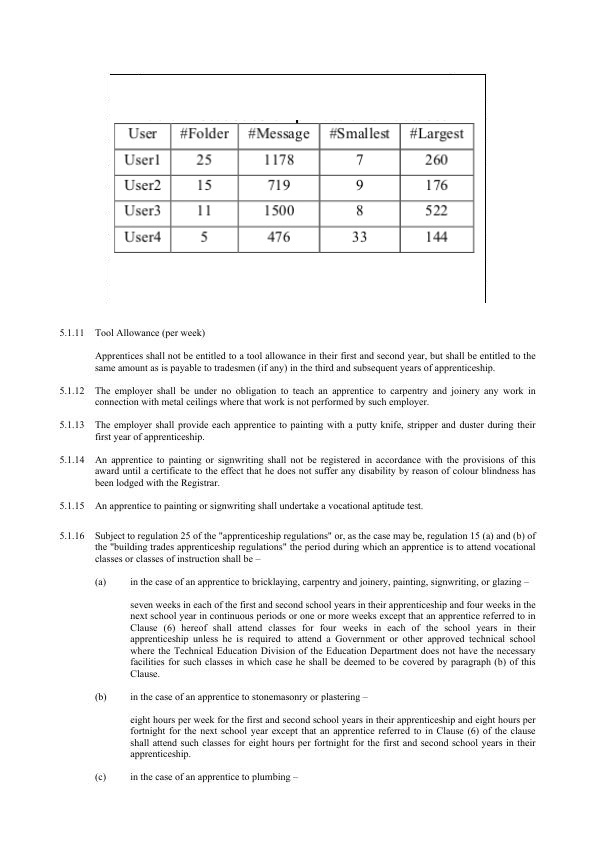 User #Folder #Message #Smallest #Largest
User1 25 1178 7 260
User2 15 719 9 176
User3 11 1500 8 522
User4 5 476 33 144
5.1.11 Tool Allowance (per week)
Apprentices shall not be entitled to a tool allowance in their first and second year, but shall be entitled to the
same amount as is payable to tradesmen (if any) in the third and subsequent years of apprenticeship.
5.1.12 The employer shall be under no obligation to teach an apprentice to carpentry and joinery any work in
connection with metal ceilings where that work is not performed by such employer.
5.1.13 The employer shall provide each apprentice to painting with a putty knife, stripper and duster during their
first year of apprenticeship.
5.1.14 An apprentice to painting or signwriting shall not be registered in accordance with the provisions of this
award until a certificate to the effect that he does not suffer any disability by reason of colour blindness has
been lodged with the Registrar.
5.1.15 An apprentice to painting or signwriting shall undertake a vocational aptitude test.
5.1.16 Subject to regulation 25 of the "apprenticeship regulations" or, as the case may be, regulation 15 (a) and (b) of
the "building trades apprenticeship regulations" the period during which an apprentice is to attend vocational
classes or classes of instruction shall be –
(a) in the case of an apprentice to bricklaying, carpentry and joinery, painting, signwriting, or glazing –
seven weeks in each of the first and second school years in their apprenticeship and four weeks in the
next school year in continuous periods or one or more weeks except that an apprentice referred to in
Clause (6) hereof shall attend classes for four weeks in each of the school years in their
apprenticeship unless he is required to attend a Government or other approved technical school
where the Technical Education Division of the Education Department does not have the necessary
facilities for such classes in which case he shall be deemed to be covered by paragraph (b) of this
Clause.
(b) in the case of an apprentice to stonemasonry or plastering –
eight hours per week for the first and second school years in their apprenticeship and eight hours per
fortnight for the next school year except that an apprentice referred to in Clause (6) of the clause
shall attend such classes for eight hours per fortnight for the first and second school years in their
apprenticeship.
(c) in the case of an apprentice to plumbing –